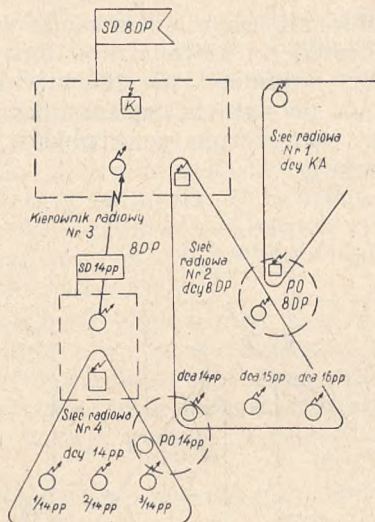 SD 8DP
K
Sieć radiowa
Nr 1
dcy KA
Kierownik radiowy
Nr 3
8DP
Sieć
radiowa
Nr 2
dcy 8DP
PO
8DP
SD 14pp
dca 14pp
dca 15pp
dca 16pp
Sieć radiowa
Nr 4
dcy 14pp
PO 14pp
1/14pp
2/14pp
3/14pp